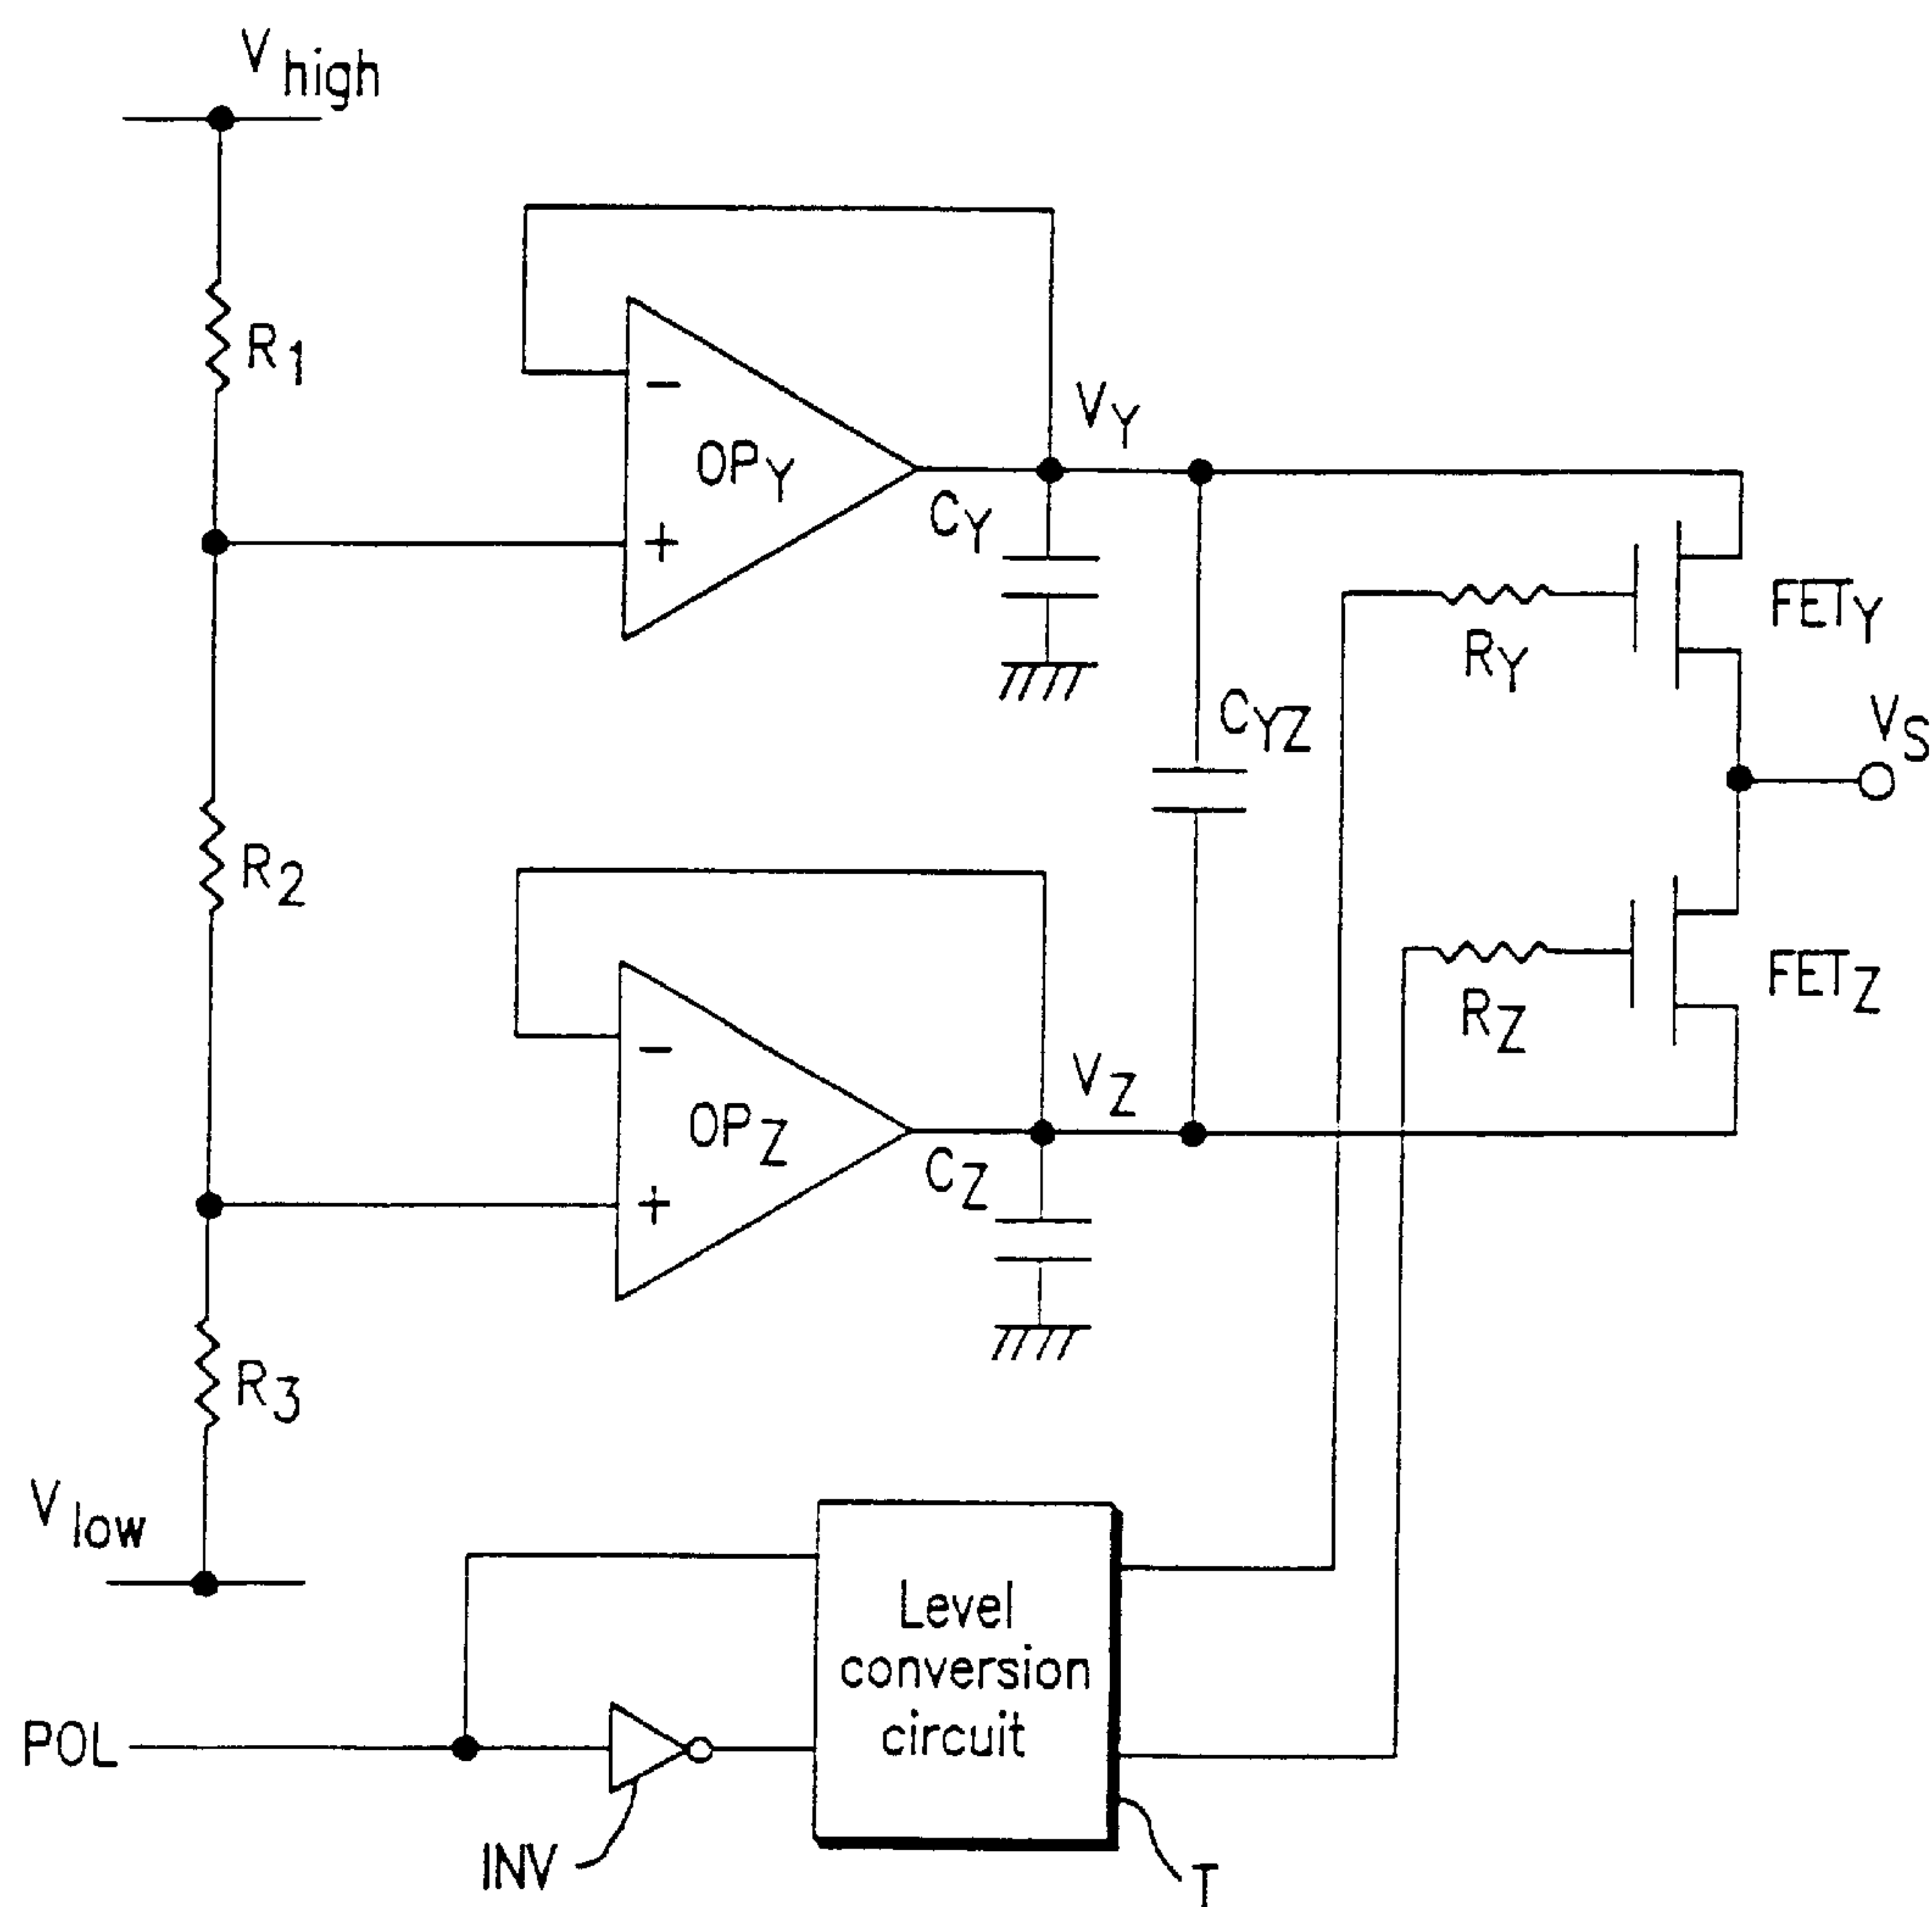 Vhigh
R1
−
OPY
+
CY
VY
FETY
RY
CYZ
VS
R2
FETZ
RZ
−
OPZ
+
CZ
VZ
R3
Vlow
Level
conversion
circuit
POL
INV
T